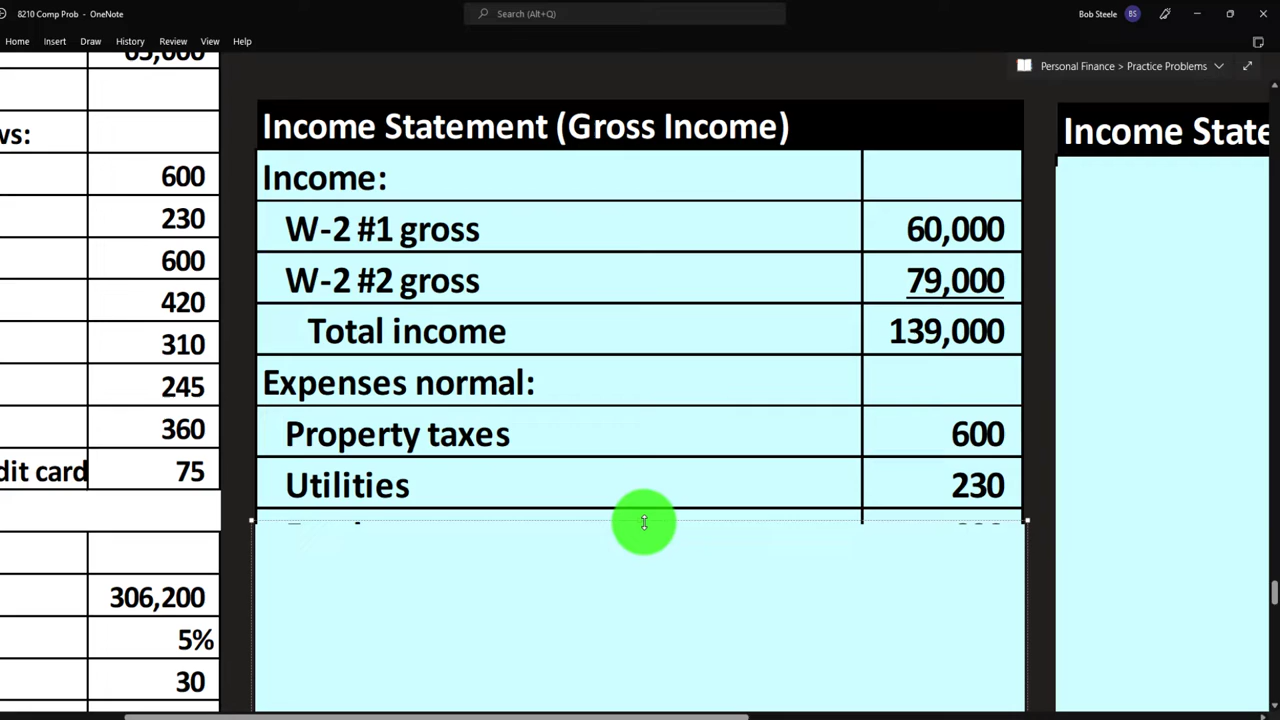 8210 Comp Prob - OneNote
Search (Alt+Q)
Bob Steele
BS
Home Insert Draw History Review View Help
Personal Finance > Practice Problems
65,000
vs:
600
230
600
420
310
245
360
dit card 75
306,200
5%
30
Income Statement (Gross Income)
Income:
W-2 #1 gross 60,000
W-2 #2 gross 79,000
Total income 139,000
Expenses normal:
Property taxes 600
Utilities 230
Income State